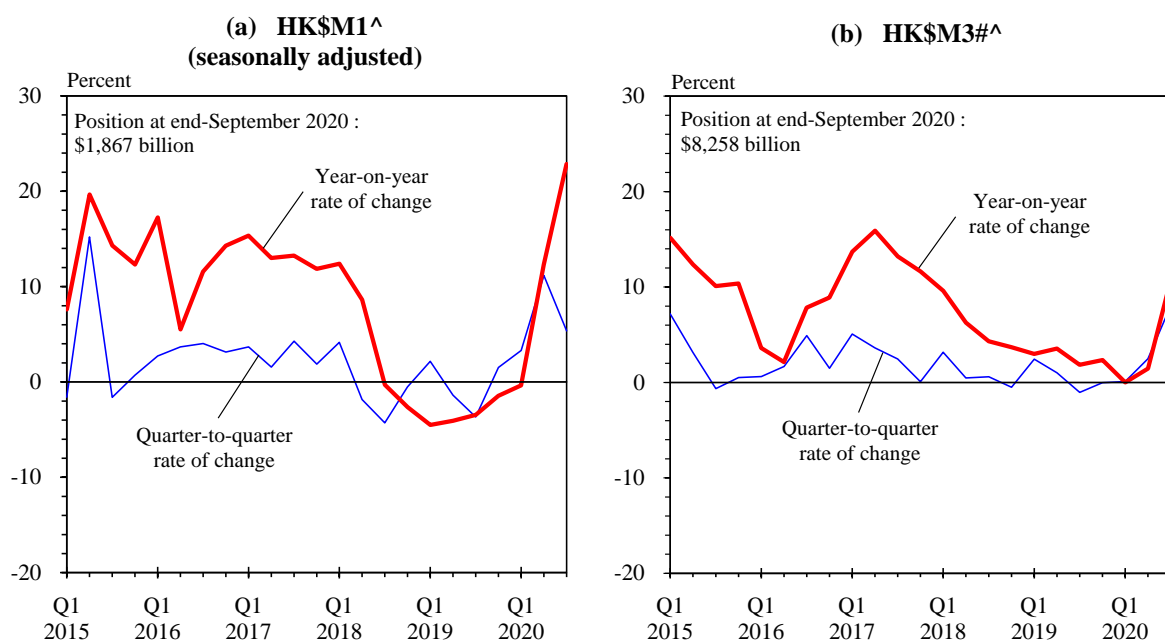 (a) HK$M1^
(seasonally adjusted)
Percent
30
20
10
0
-10
-20
Position at end-September 2020 :
$1,867 billion
Year-on-year
rate of change
Quarter-to-quarter
rate of change
Q1 Q1 Q1 Q1 Q1 Q1
2015 2016 2017 2018 2019 2020
(b) HK$M3#^
Percent
30
20
10
0
-10
-20
Position at end-September 2020 :
$8,258 billion
Year-on-year
rate of change
Quarter-to-quarter
rate of change
Q1 Q1 Q1 Q1 Q1 Q1
2015 2016 2017 2018 2019 2020